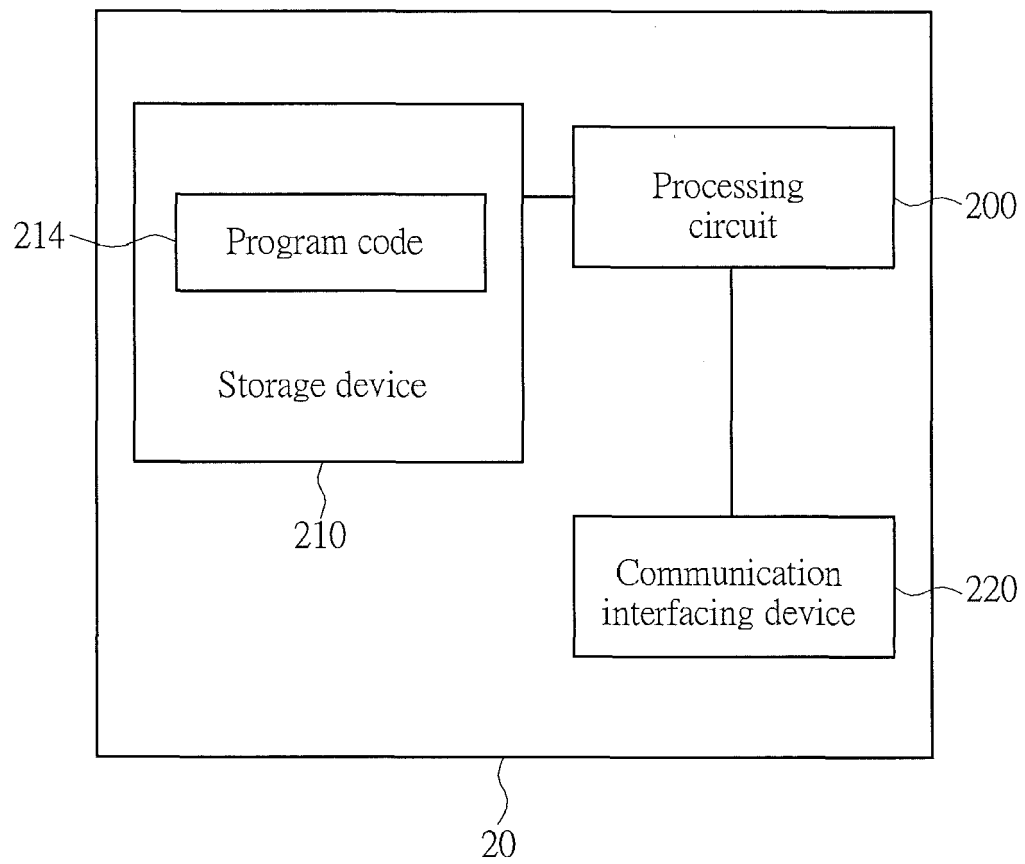 Processing
circuit
200
214
Program code
Storage device
210
Communication
interfacing device
220
20